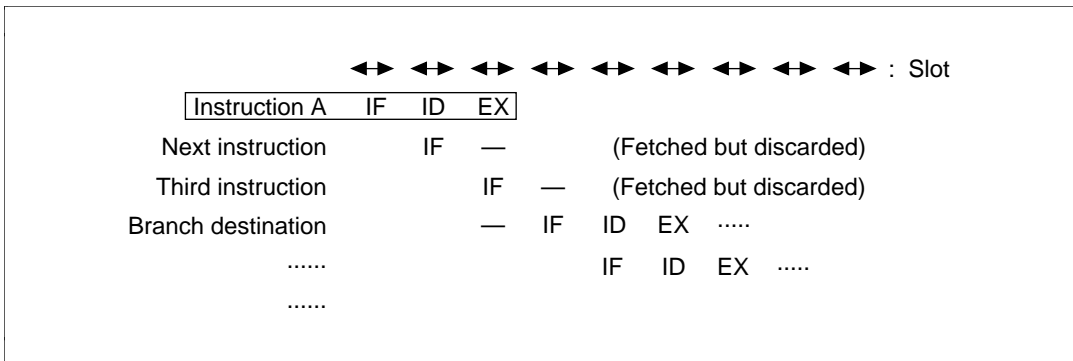 : Slot
Instruction A IF ID EX
Next instruction IF — (Fetched but discarded)
Third instruction IF — (Fetched but discarded)
Branch destination — IF ID EX .....
...... IF ID EX .....
......